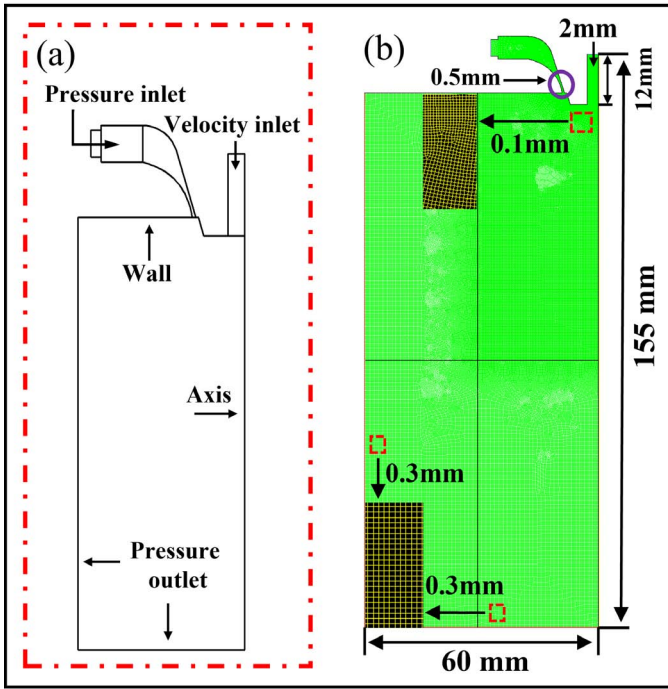 (a)
Pressure inlet
Velocity inlet
Wall
Axis
Pressure
outlet
(b)
2mm
0.5mm
12mm
0.1mm
155 mm
0.3mm
0.3mm
60 mm